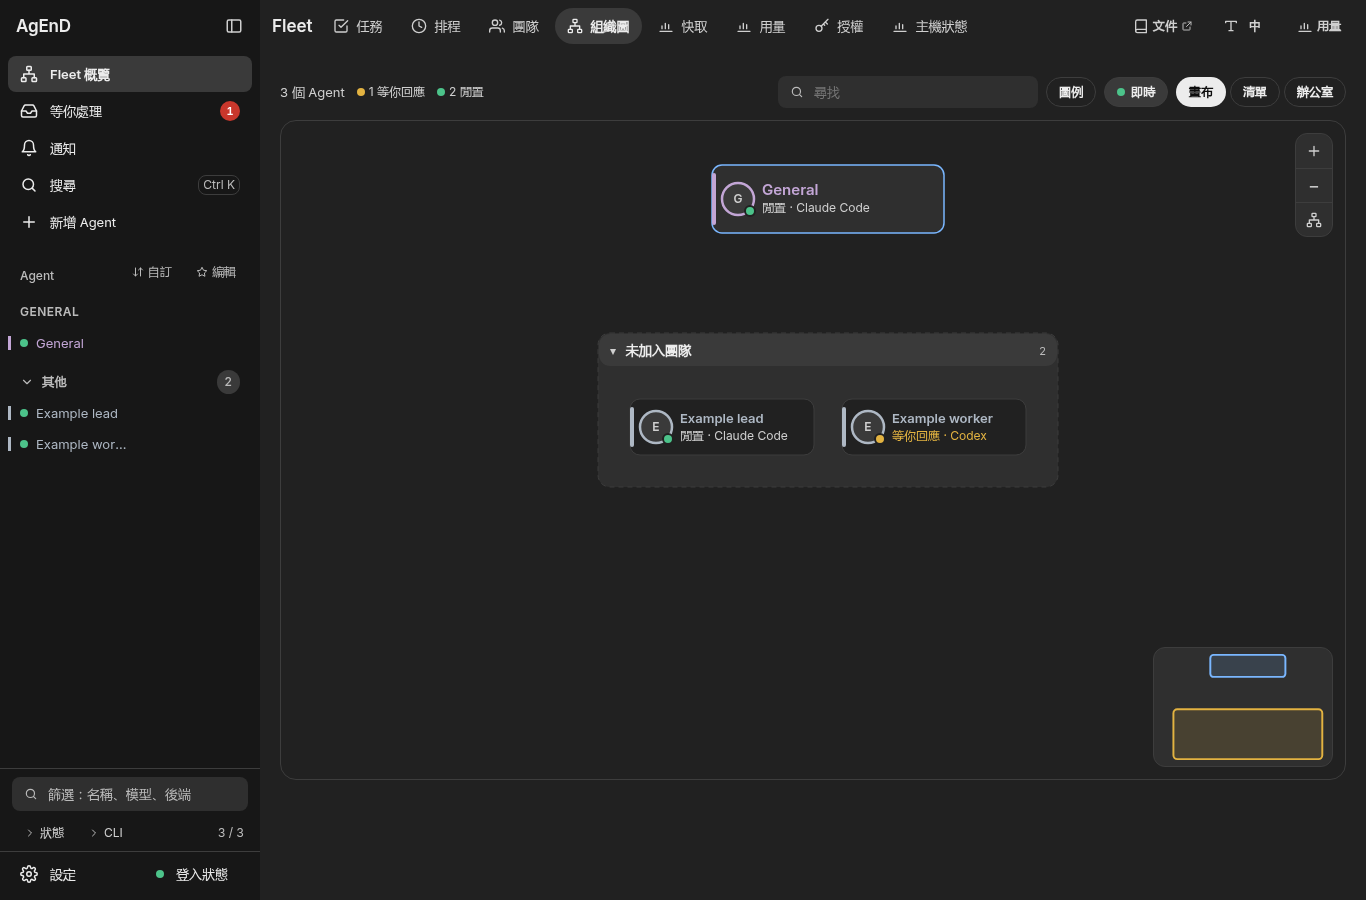 AgEnD
Fleet 概覽
等你處理 1
通知
搜尋 Ctrl K
新增 Agent
Agent 自訂 編輯
GENERAL
General
其他 2
Example lead
Example wor...
篩選：名稱、模型、後端
狀態 CLI 3 / 3
設定 登入狀態
Fleet 任務 排程 團隊 組織圖 快取 用量 授權 主機狀態 文件 中 用量
3 個 Agent 1 等你回應 2 閒置 尋找 圖例 即時 畫布 清單 辦公室
G
General
閒置 · Claude Code
未加入團隊 2
E
Example lead
閒置 · Claude Code
E
Example worker
等你回應 · Codex